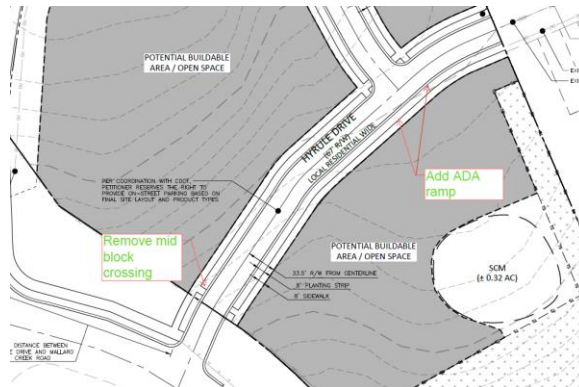 POTENTIAL BUILDABLE
AREA / OPEN SPACE
HYRULE DRIVE
LOCAL RESIDENTIAL WIDE
PER COORDINATION WITH CDOT,
PETITIONER RESERVES THE RIGHT TO
PROVIDE ON-STREET PARKING BASED ON
FINAL SITE LAYOUT AND PRODUCT TYPES
Add ADA
ramp
Remove mid
block
crossing
POTENTIAL BUILDABLE
AREA / OPEN SPACE
SCM
(± 0.32 AC)
33.5' R/W FROM CENTERLINE
8' PLANTING STRIP
8' SIDEWALK
DISTANCE BETWEEN
E DRIVE AND MALLARD
CREEK ROAD